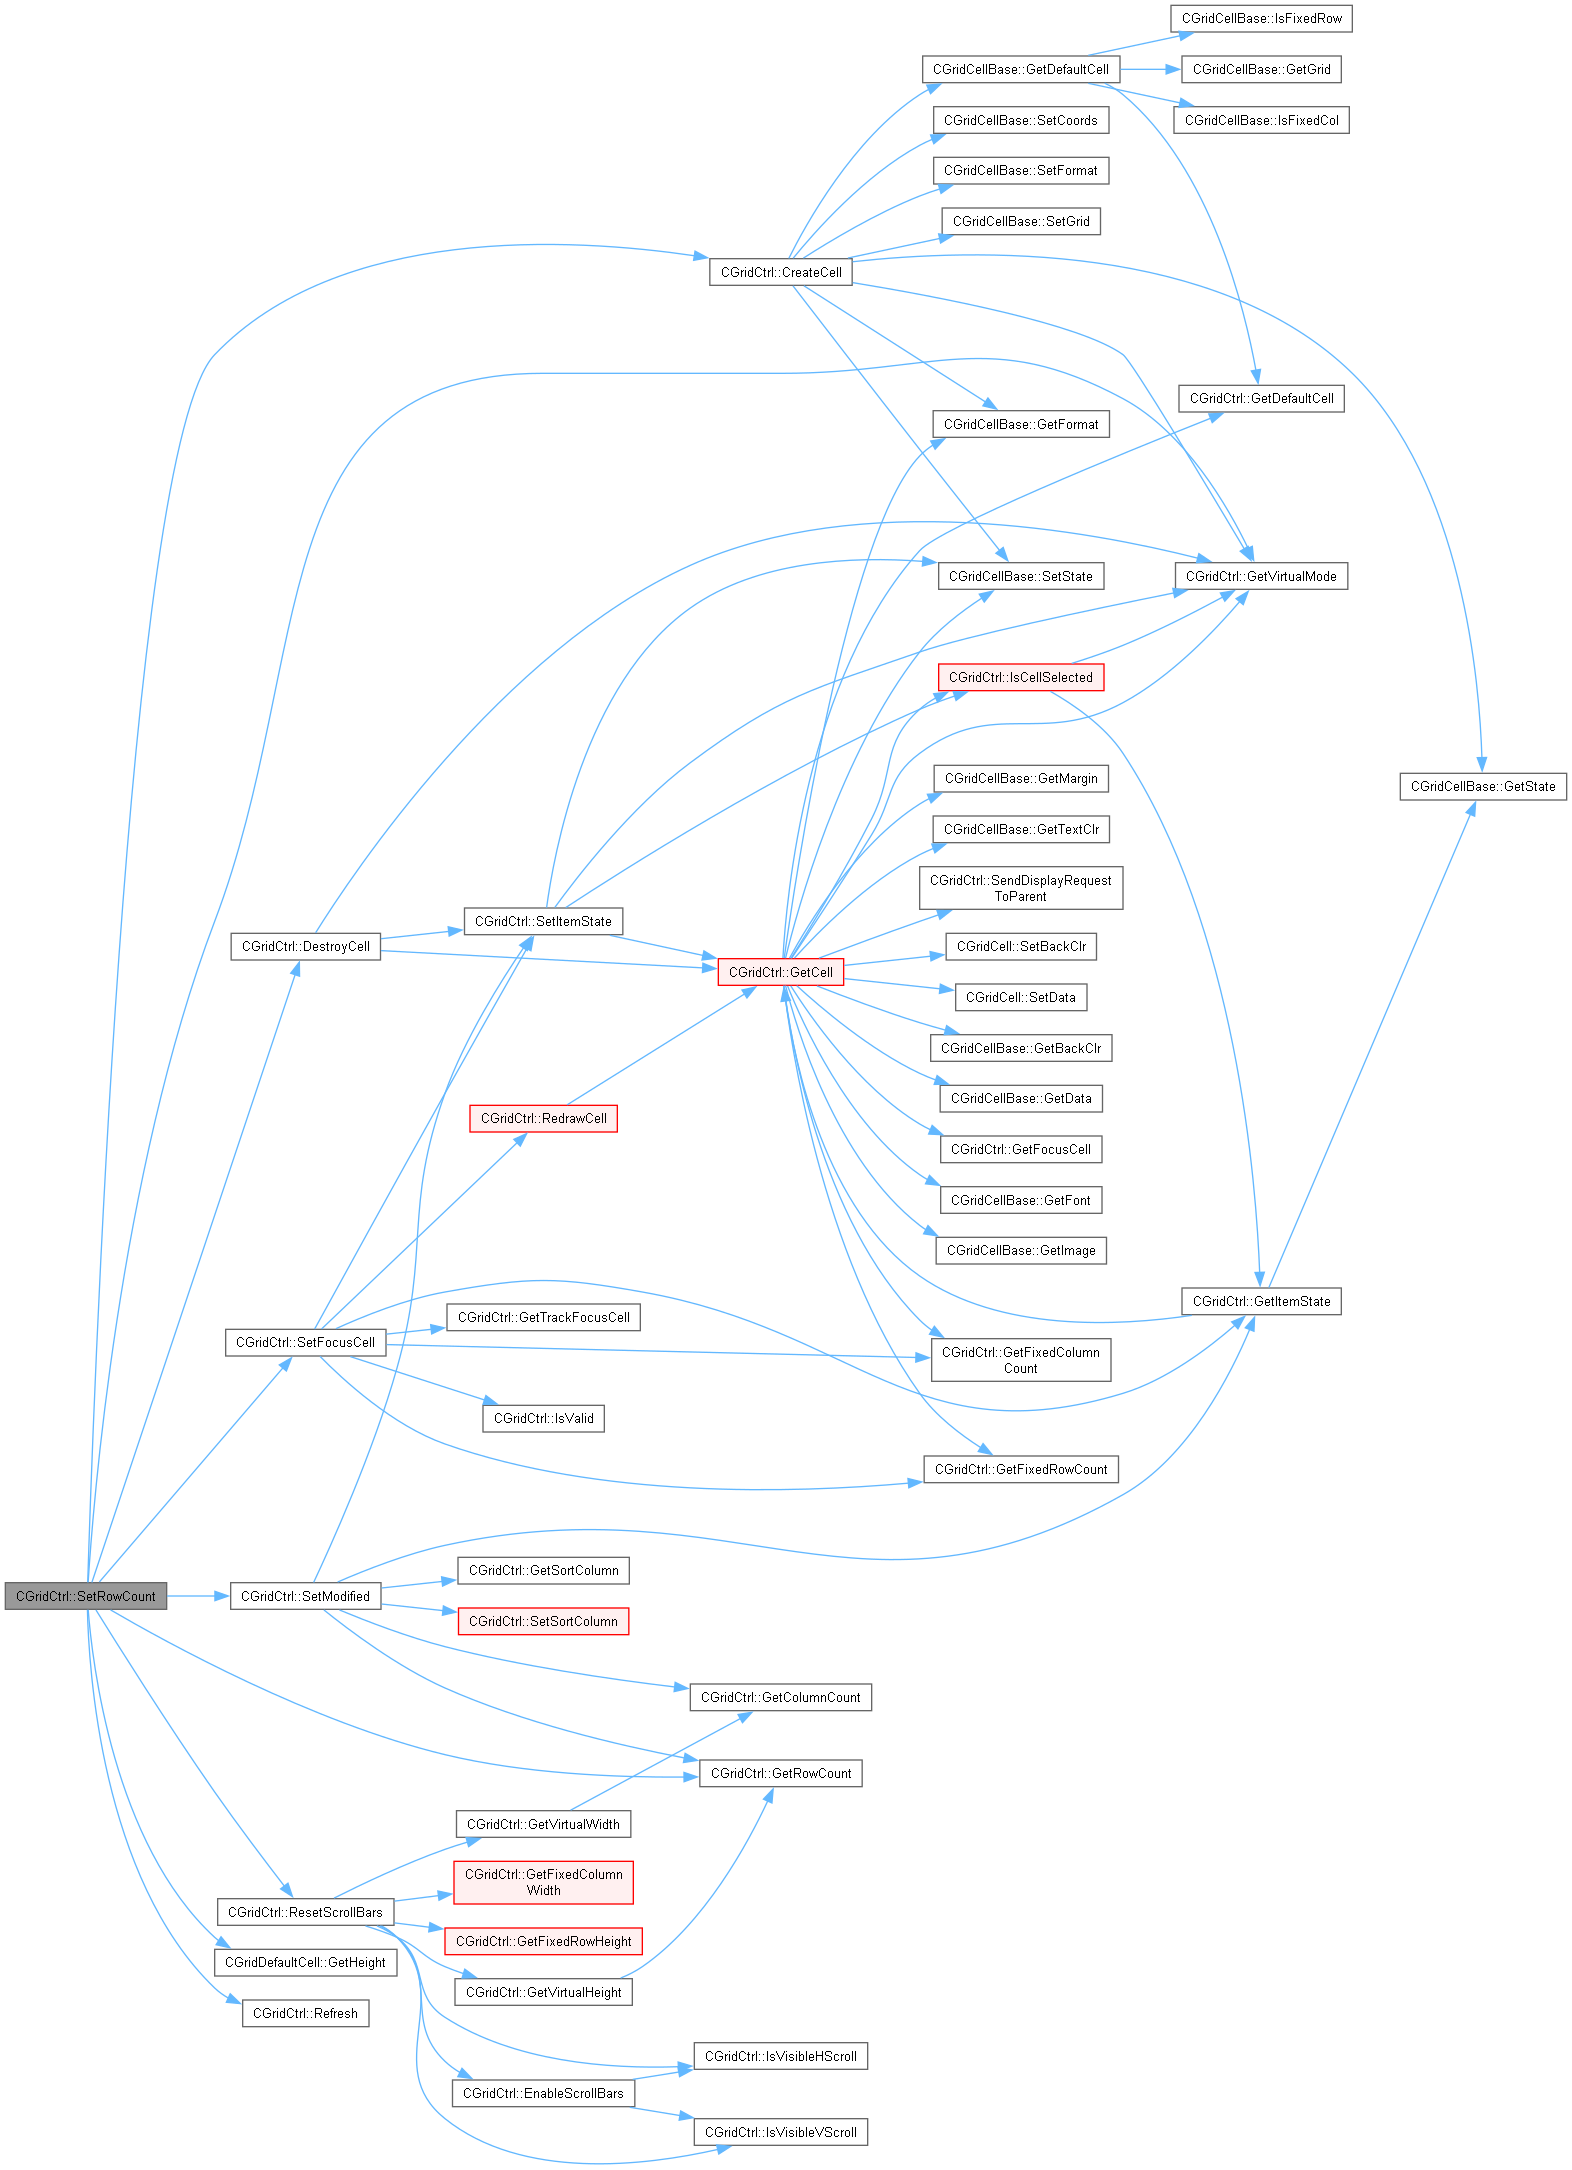 CGridCellBase::IsFixedRow
CGridCellBase::GetDefaultCell
CGridCellBase::GetGrid
CGridCellBase::SetCoords
CGridCellBase::IsFixedCol
CGridCellBase::SetFormat
CGridCellBase::SetGrid
CGridCtrl::CreateCell
CGridCtrl::GetDefaultCell
CGridCellBase::GetFormat
CGridCellBase::SetState
CGridCtrl::GetVirtualMode
CGridCtrl::IsCellSelected
CGridCellBase::GetMargin
CGridCellBase::GetState
CGridCellBase::GetTextClr
CGridCtrl::SendDisplayRequest
ToParent
CGridCtrl::SetItemState
CGridCtrl::DestroyCell
CGridCell::SetBackClr
CGridCtrl::GetCell
CGridCell::SetData
CGridCellBase::GetBackClr
CGridCellBase::GetData
CGridCtrl::RedrawCell
CGridCtrl::GetFocusCell
CGridCellBase::GetFont
CGridCellBase::GetImage
CGridCtrl::GetItemState
CGridCtrl::GetTrackFocusCell
CGridCtrl::SetFocusCell
CGridCtrl::GetFixedColumn
Count
CGridCtrl::IsValid
CGridCtrl::GetFixedRowCount
CGridCtrl::GetSortColumn
CGridCtrl::SetRowCount
CGridCtrl::SetModified
CGridCtrl::SetSortColumn
CGridCtrl::GetColumnCount
CGridCtrl::GetRowCount
CGridCtrl::GetVirtualWidth
CGridCtrl::GetFixedColumn
Width
CGridCtrl::ResetScrollBars
CGridCtrl::GetFixedRowHeight
CGridDefaultCell::GetHeight
CGridCtrl::GetVirtualHeight
CGridCtrl::Refresh
CGridCtrl::IsVisibleHScroll
CGridCtrl::EnableScrollBars
CGridCtrl::IsVisibleVScroll